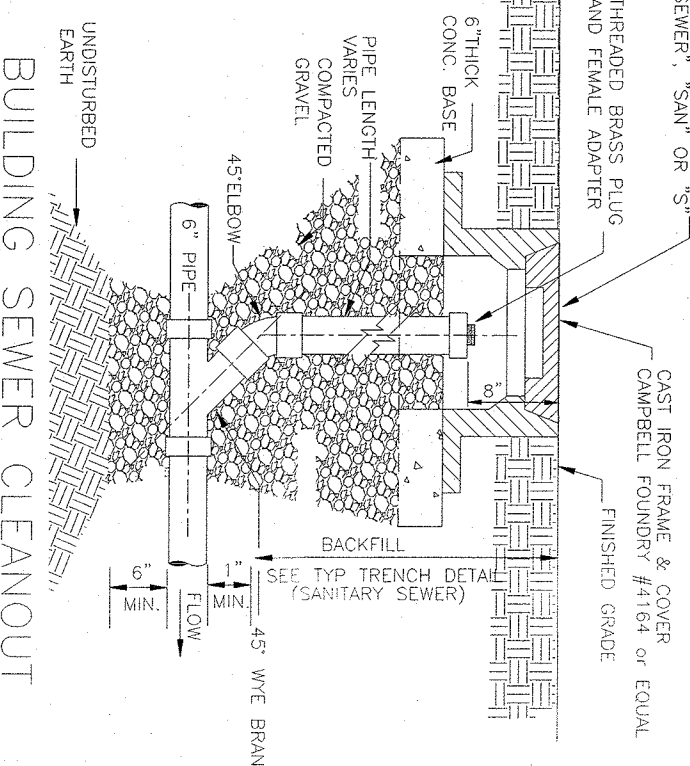 SEWER", "SAN" OR "S"
CAST IRON FRAME & COVER
CAMPBELL FOUNDRY #4164 or EQUAL
THREADED BRASS PLUG
AND FEMALE ADAPTER
FINISHED GRADE
8"
6"THICK
CONC. BASE
PIPE LENGTH
VARIES
COMPACTED
GRAVEL
45°ELBOW
BACKFILL
SEE TYP TRENCH DETAIL
(SANITARY SEWER)
45° WYE BRAN
6" PIPE
1"
MIN.
FLOW
6"
MIN.
UNDISTURBED
EARTH
BUILDING SEWER CLEANOUT